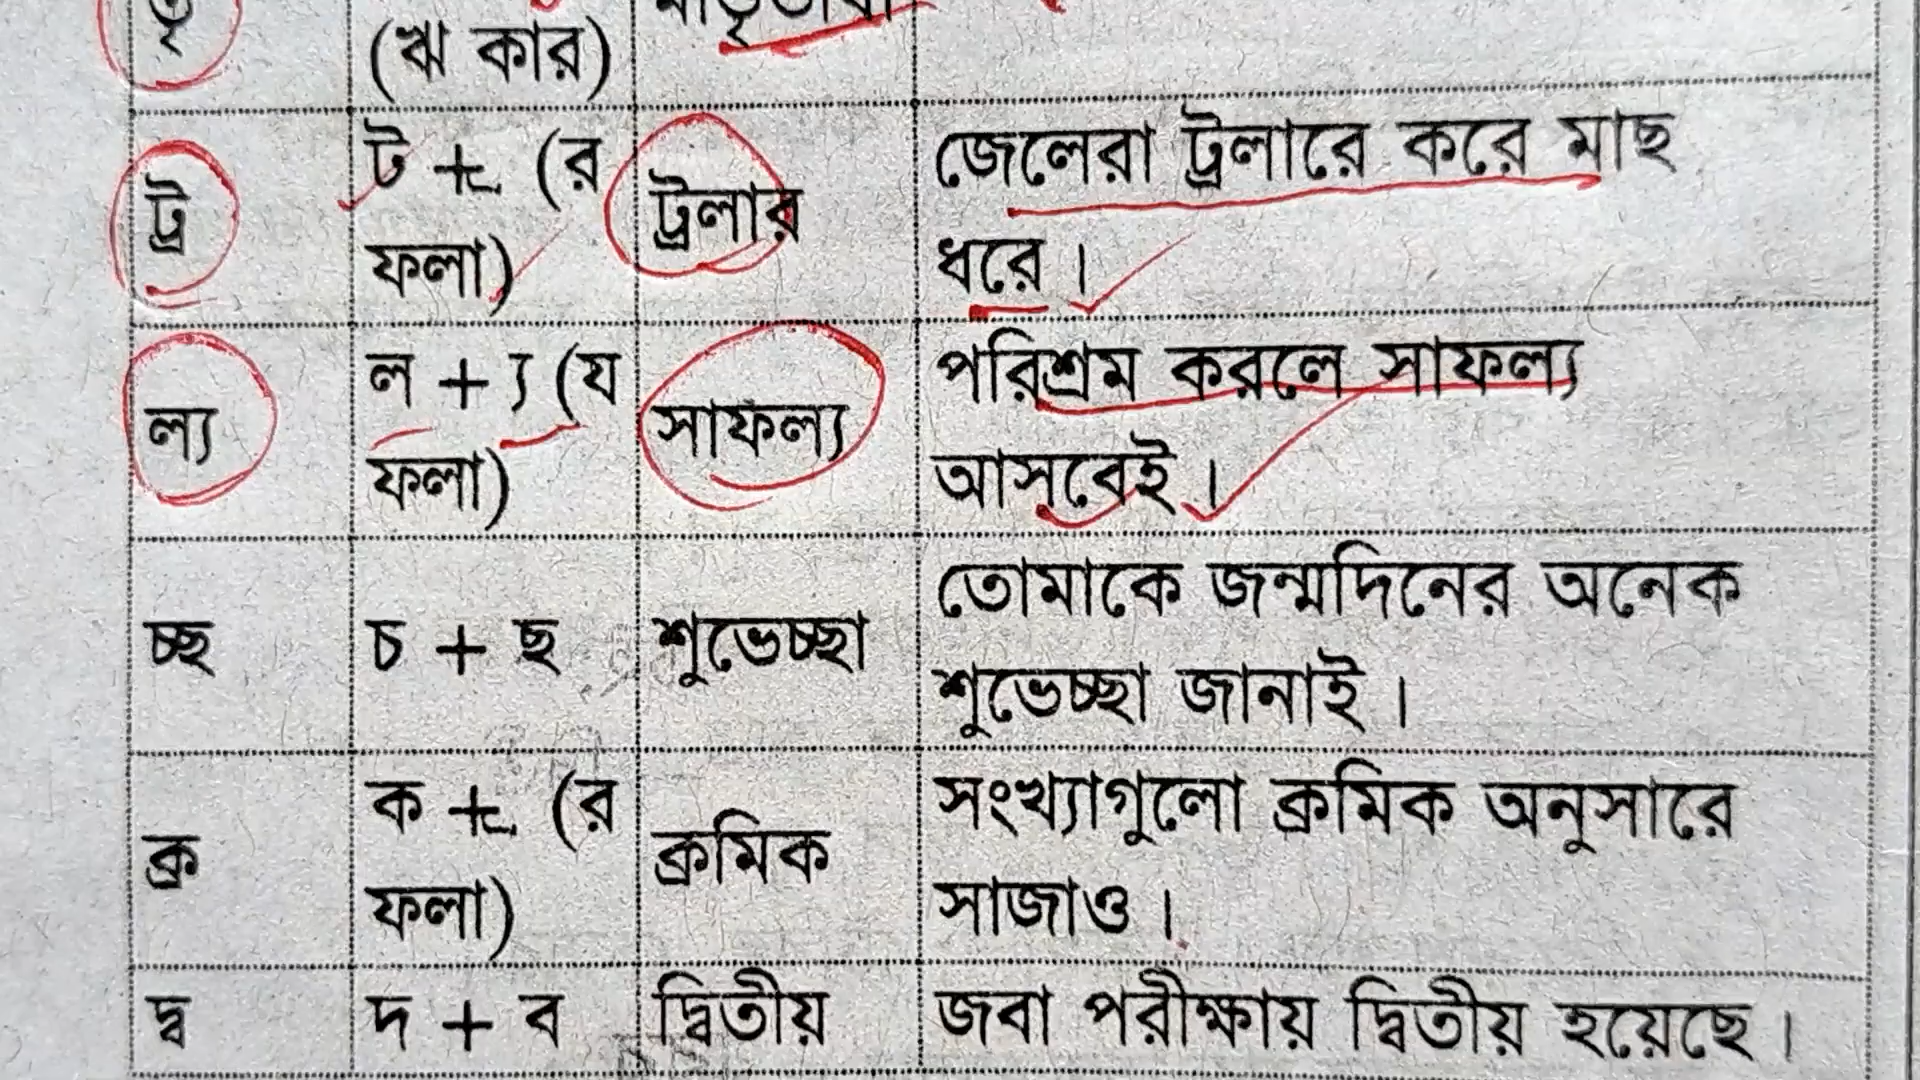 (ঋ কার)
ট্র
ট + ্র (র
ফলা)
ট্রলার
জেলেরা ট্রলারে করে মাছ
ধরে।
ল্য
ল + ্য (য
ফলা)
সাফল্য
পরিশ্রম করলে সাফল্য
আসবেই।
চ্ছ
চ + ছ
শুভেচ্ছা
তোমাকে জন্মদিনের অনেক
শুভেচ্ছা জানাই।
ক্র
ক + ্র (র
ফলা)
ক্রমিক
সংখ্যাগুলো ক্রমিক অনুসারে
সাজাও।
দ্ব
দ + ব
দ্বিতীয়
জবা পরীক্ষায় দ্বিতীয় হয়েছে।